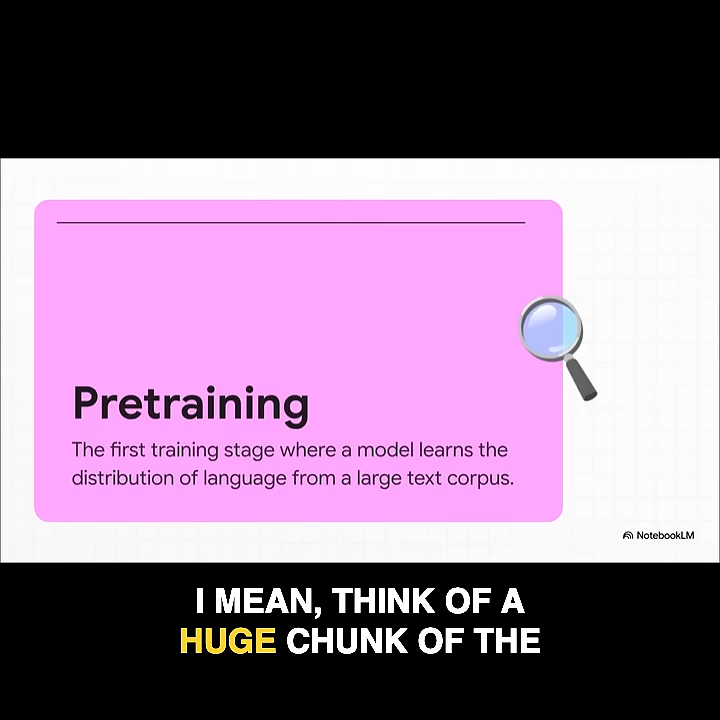 Pretraining
The first training stage where a model learns the
distribution of language from a large text corpus.
NotebookLM
I MEAN, THINK OF A
HUGE CHUNK OF THE